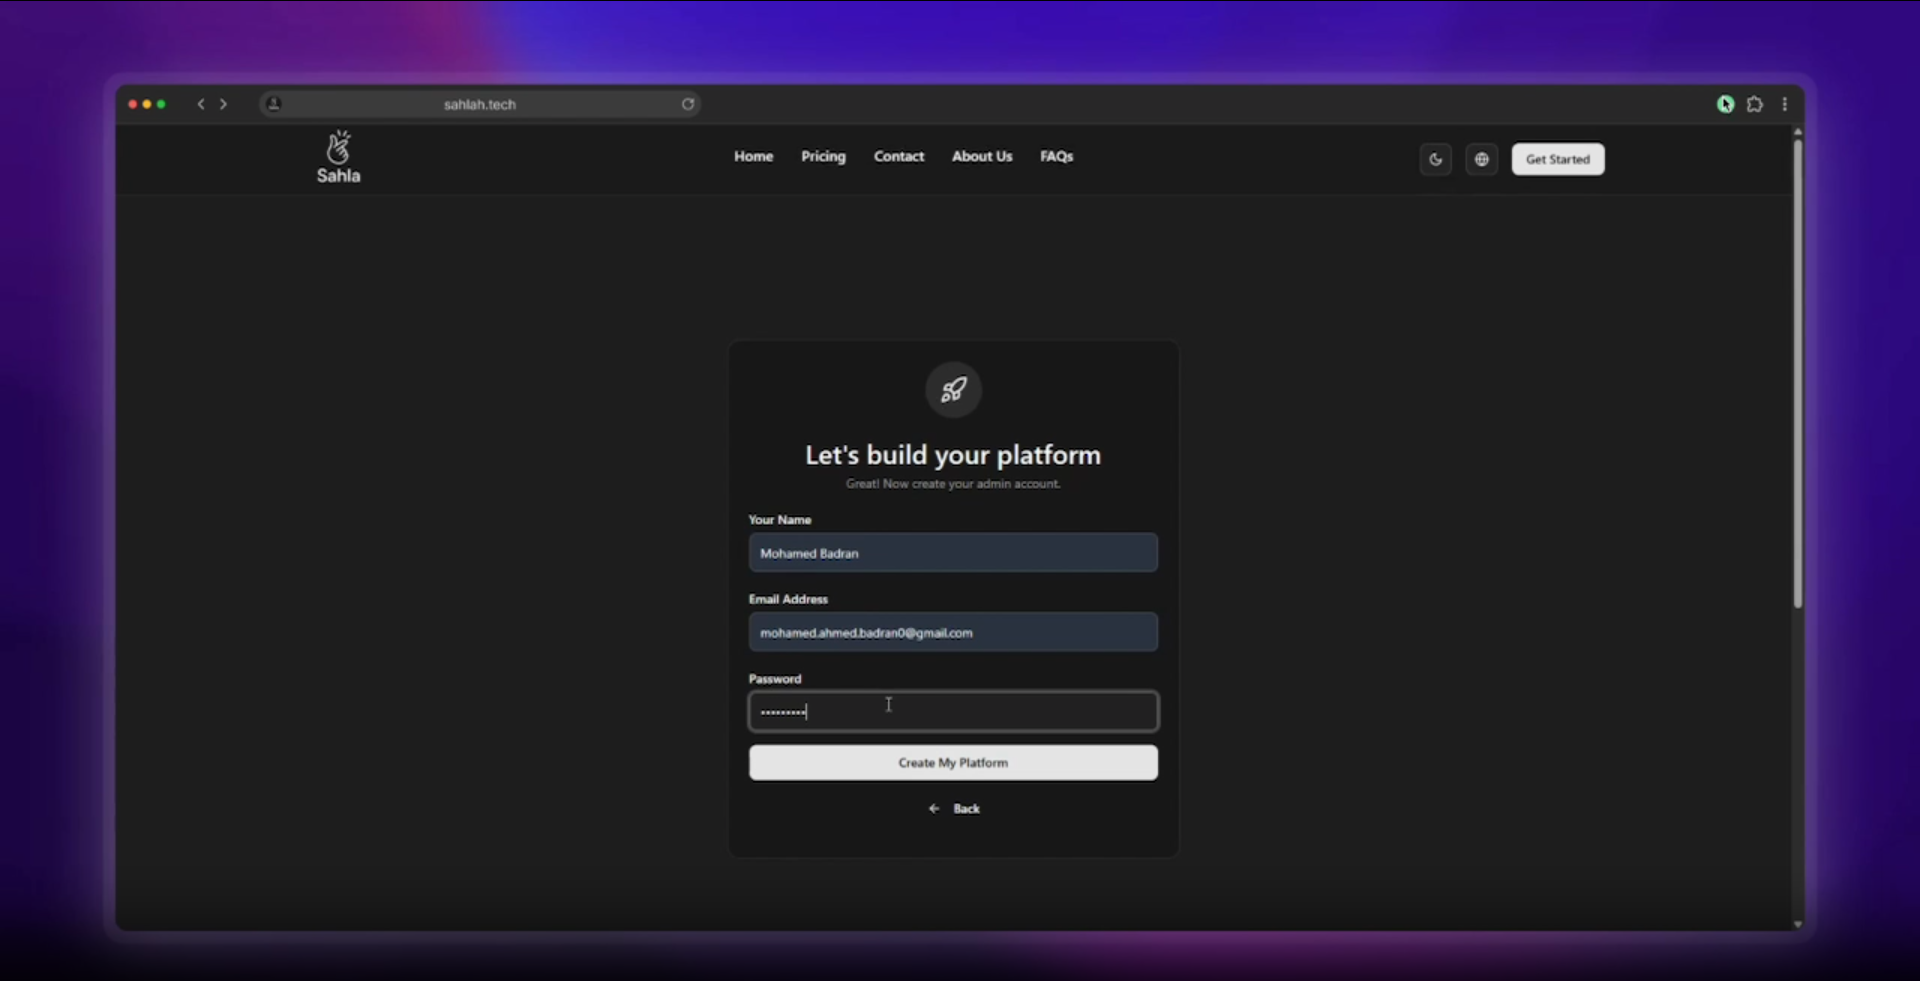 sahlah.tech
Sahla
Home
Pricing
Contact
About Us
FAQs
Get Started
Let's build your platform
Great! Now create your admin account.
Your Name
Mohamed Badran
Email Address
mohamed.ahmed.badran0@gmail.com
Password
Create My Platform
Back